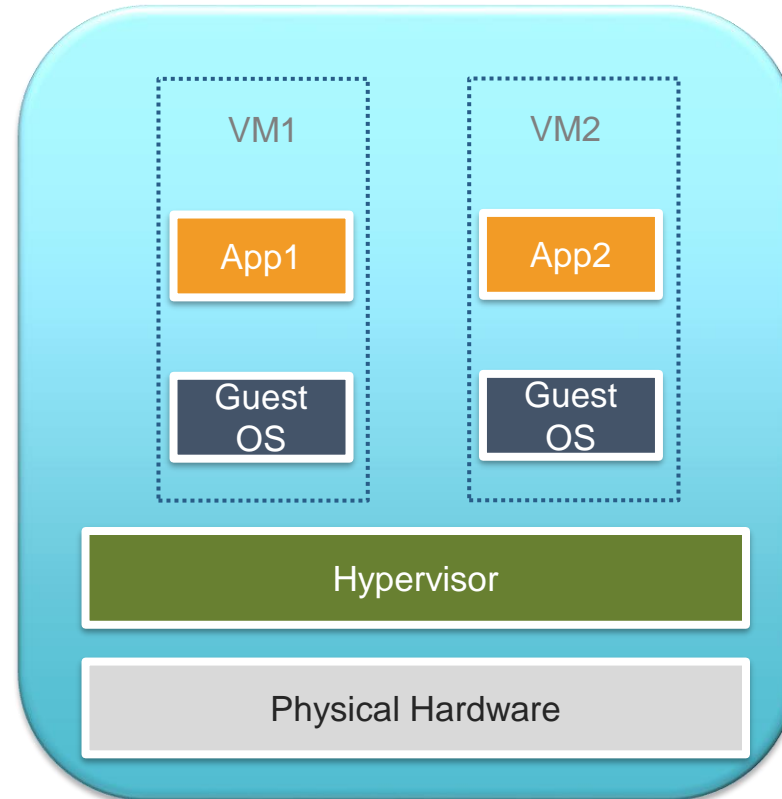 VM1
VM2
App1
App2
Guest
OS
Guest
OS
Hypervisor
Physical Hardware